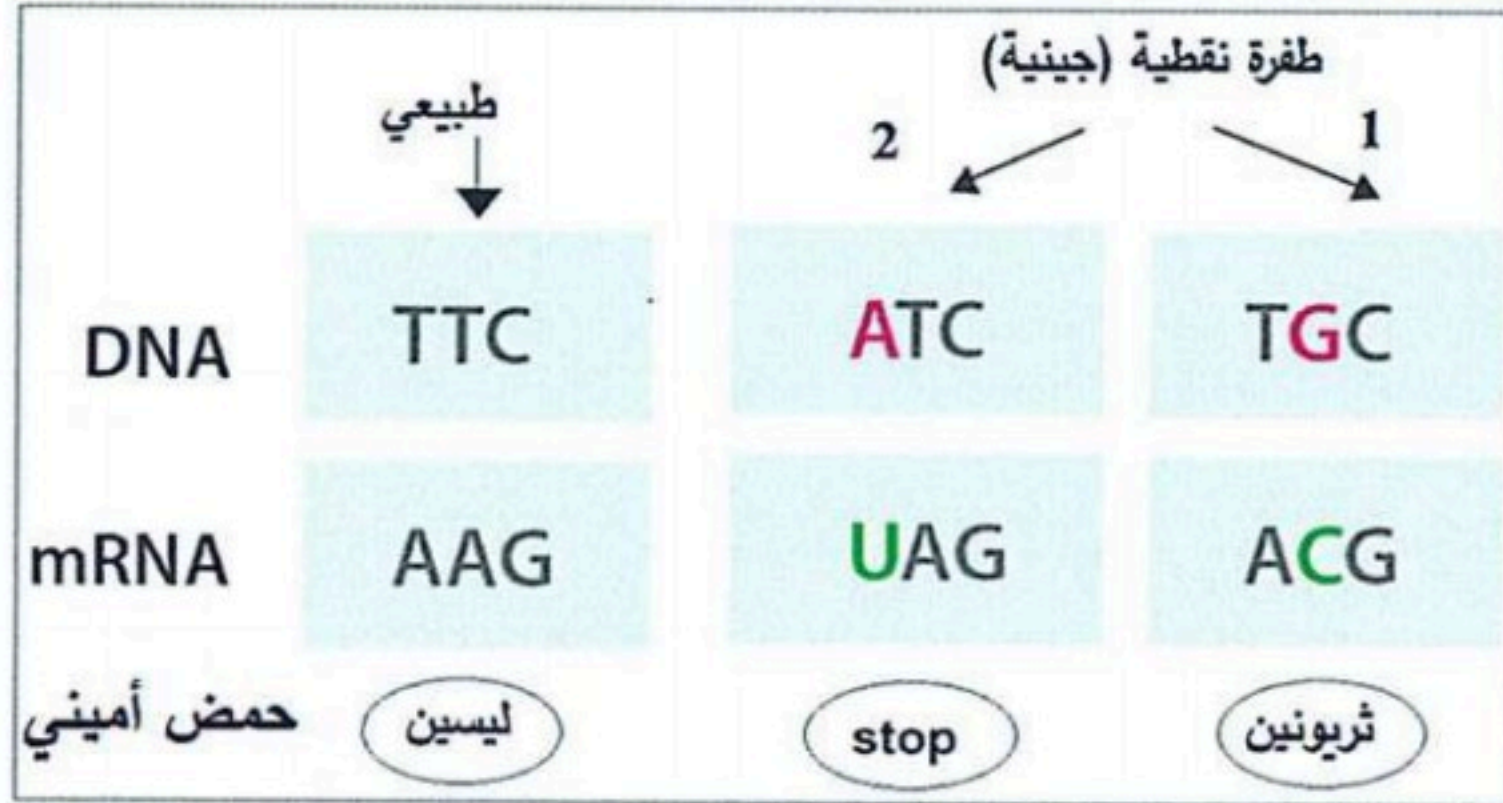 طفرة نقطية (جينية)
طبيعي
2 1
DNA TTC ATC TGC
mRNA AAG UAG ACG
حمض أميني ليسين stop ثريونين